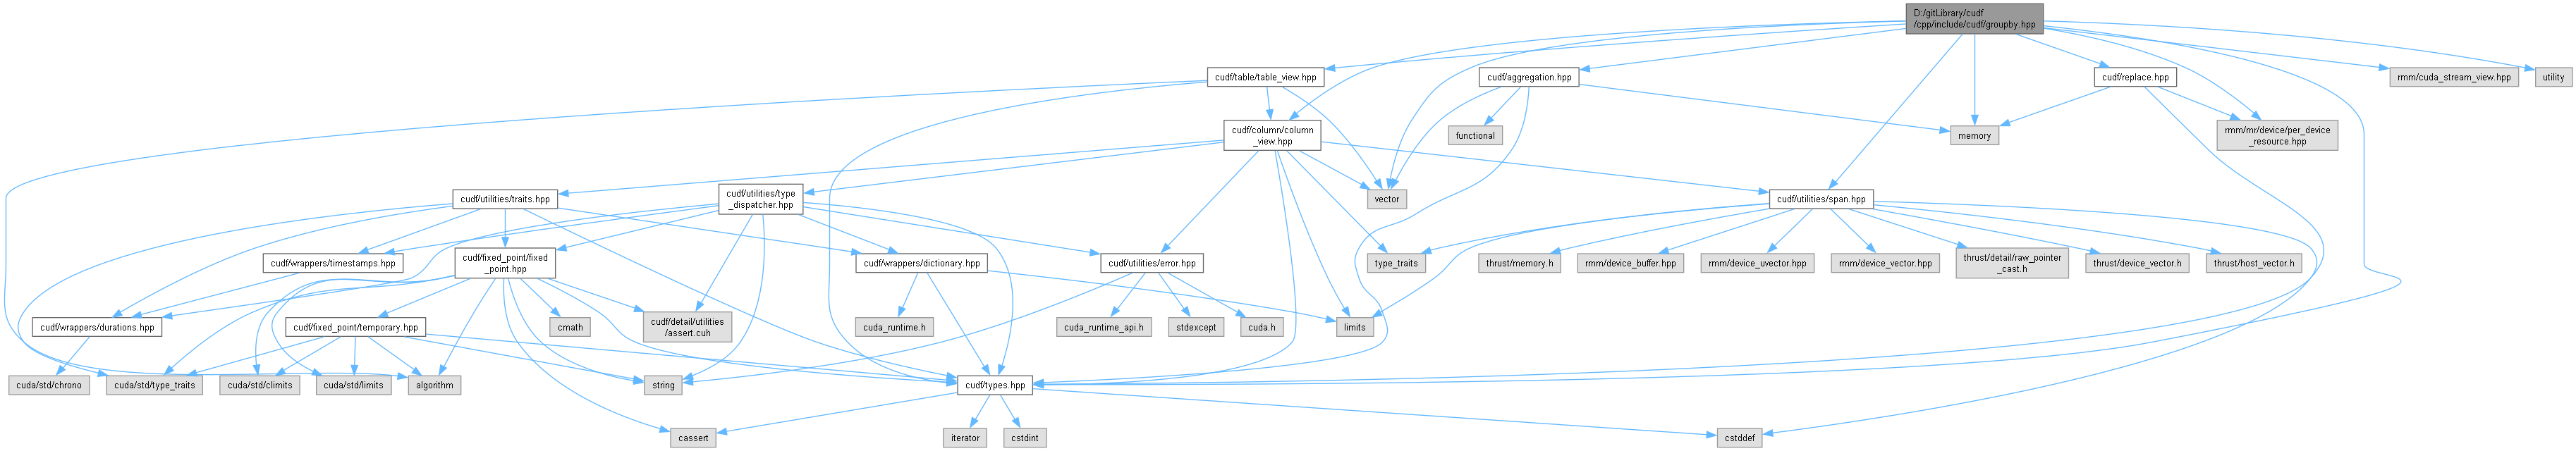 D:/gitLibrary/cudf
/cpp/include/cudf/groupby.hpp
cudf/table/table_view.hpp
cudf/aggregation.hpp
cudf/replace.hpp
rmm/cuda_stream_view.hpp
utility
cudf/column/column
_view.hpp
functional
memory
rmm/mr/device/per_device
_resource.hpp
cudf/utilities/traits.hpp
cudf/utilities/type
_dispatcher.hpp
vector
cudf/utilities/span.hpp
cudf/wrappers/timestamps.hpp
cudf/fixed_point/fixed
_point.hpp
cudf/wrappers/dictionary.hpp
cudf/utilities/error.hpp
type_traits
thrust/memory.h
rmm/device_buffer.hpp
rmm/device_uvector.hpp
rmm/device_vector.hpp
thrust/detail/raw_pointer
_cast.h
thrust/device_vector.h
thrust/host_vector.h
cudf/wrappers/durations.hpp
cudf/fixed_point/temporary.hpp
cmath
cudf/detail/utilities
/assert.cuh
cuda_runtime.h
cuda_runtime_api.h
stdexcept
cuda.h
limits
cuda/std/chrono
cuda/std/type_traits
cuda/std/climits
cuda/std/limits
algorithm
string
cudf/types.hpp
cassert
iterator
cstdint
cstddef